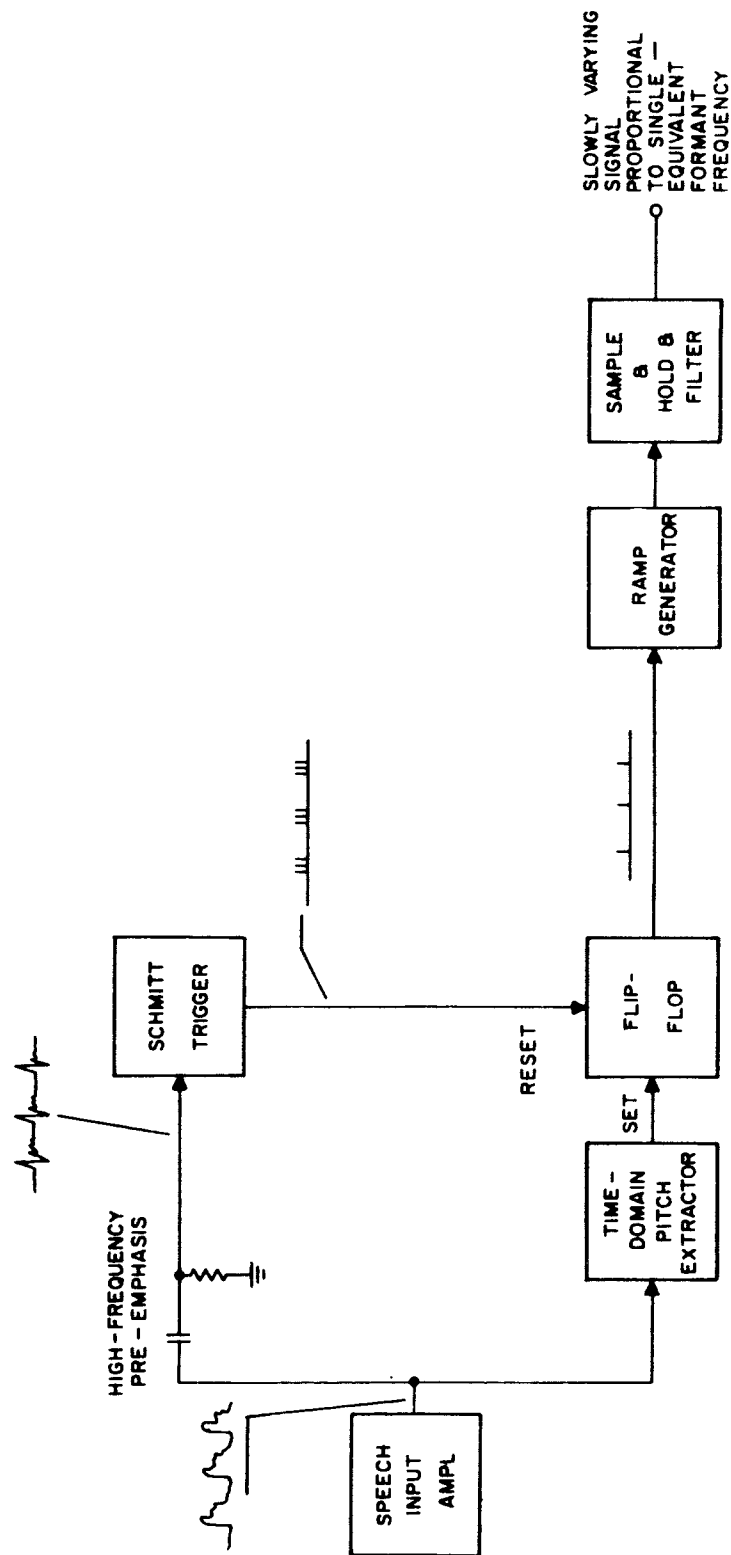 SPEECH
INPUT
AMPL
HIGH-FREQUENCY
PRE-EMPHASIS
SCHMITT
TRIGGER
TIME-
DOMAIN
PITCH
EXTRACTOR
SET
RESET
FLIP-
FLOP
RAMP
GENERATOR
SAMPLE
&
HOLD &
FILTER
SLOWLY VARYING
SIGNAL
PROPORTIONAL
TO SINGLE-
EQUIVALENT
FORMANT
FREQUENCY